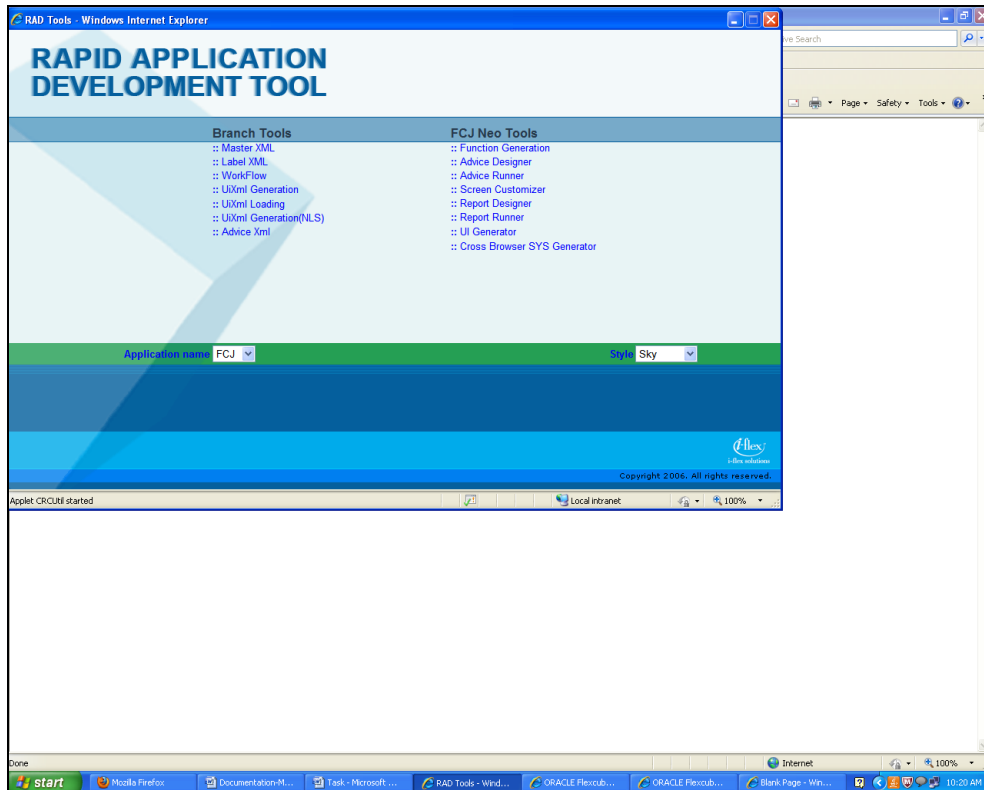 RAD Tools - Windows Internet Explorer
ve Search
RAPID APPLICATION
DEVELOPMENT TOOL
Page Safety Tools
Branch Tools
:: Master XML
:: Label XML
:: WorkFlow
:: UiXml Generation
:: UiXml Loading
:: UiXml Generation(NLS)
:: Advice Xml
FCJ Neo Tools
:: Function Generation
:: Advice Designer
:: Advice Runner
:: Screen Customizer
:: Report Designer
:: Report Runner
:: UI Generator
:: Cross Browser SYS Generator
Application name FCJ
Style Sky
i-flex
i-flex solutions
Copyright 2006. All rights reserved.
Applet CRCUtil started
Local intranet
100%
Done
Internet
100%
start
Mozilla Firefox
Documentation-M...
Task - Microsoft ...
RAD Tools - Wind...
ORACLE Flexcub...
ORACLE Flexcub...
Blank Page - Win...
10:20 AM